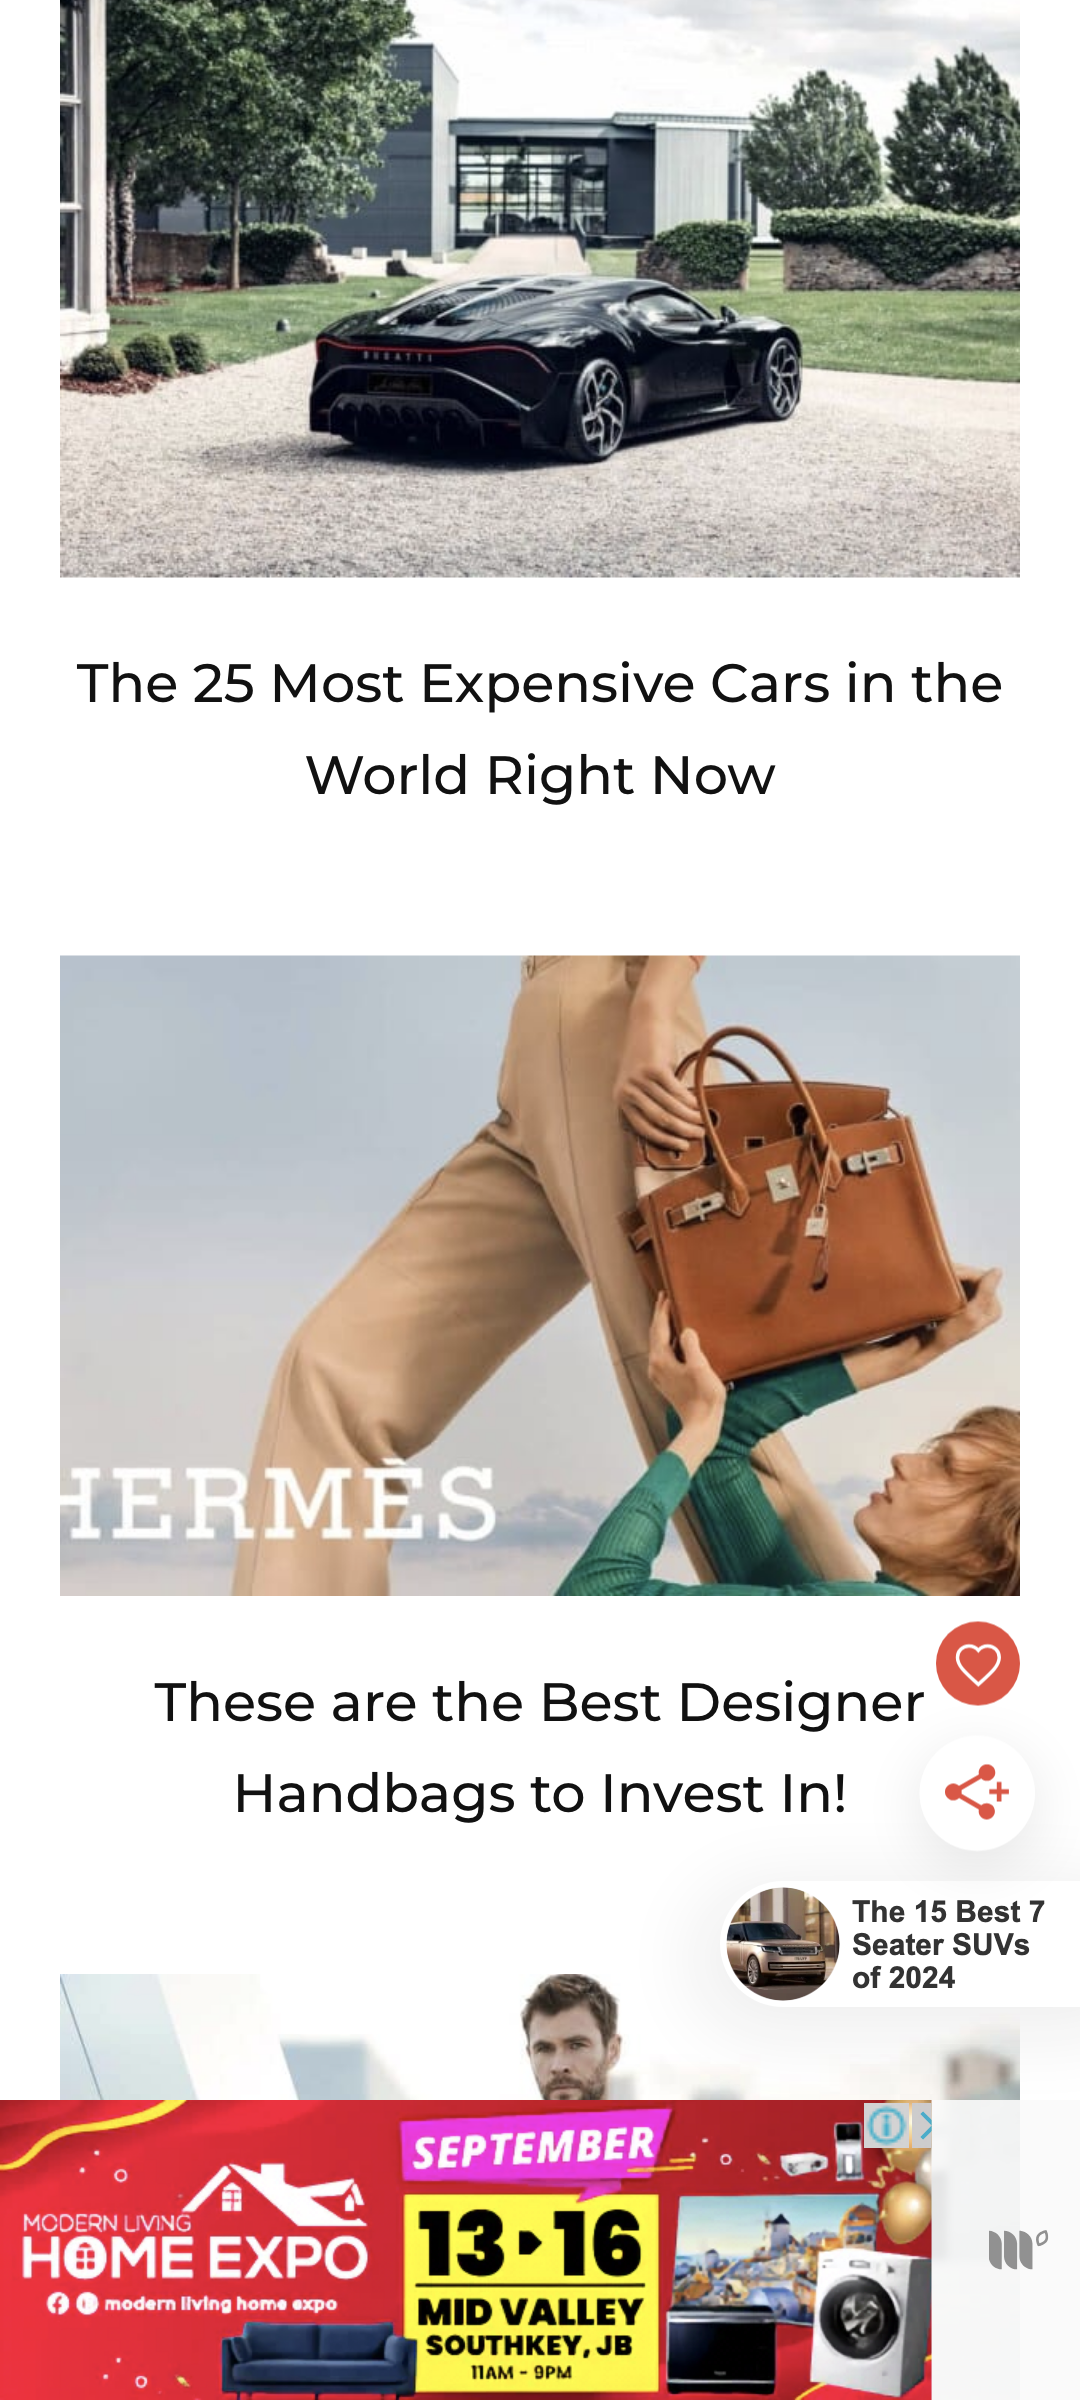 BUGATTI
The 25 Most Expensive Cars in the
World Right Now
HERMÈS
These are the Best Designer
Handbags to Invest In!
The 15 Best 7
Seater SUVs
of 2024
SEPTEMBER
MODERN LIVING
HOME EXPO
modern living home expo
13 ▸ 16
MID VALLEY
SOUTHKEY, JB
11AM - 9PM